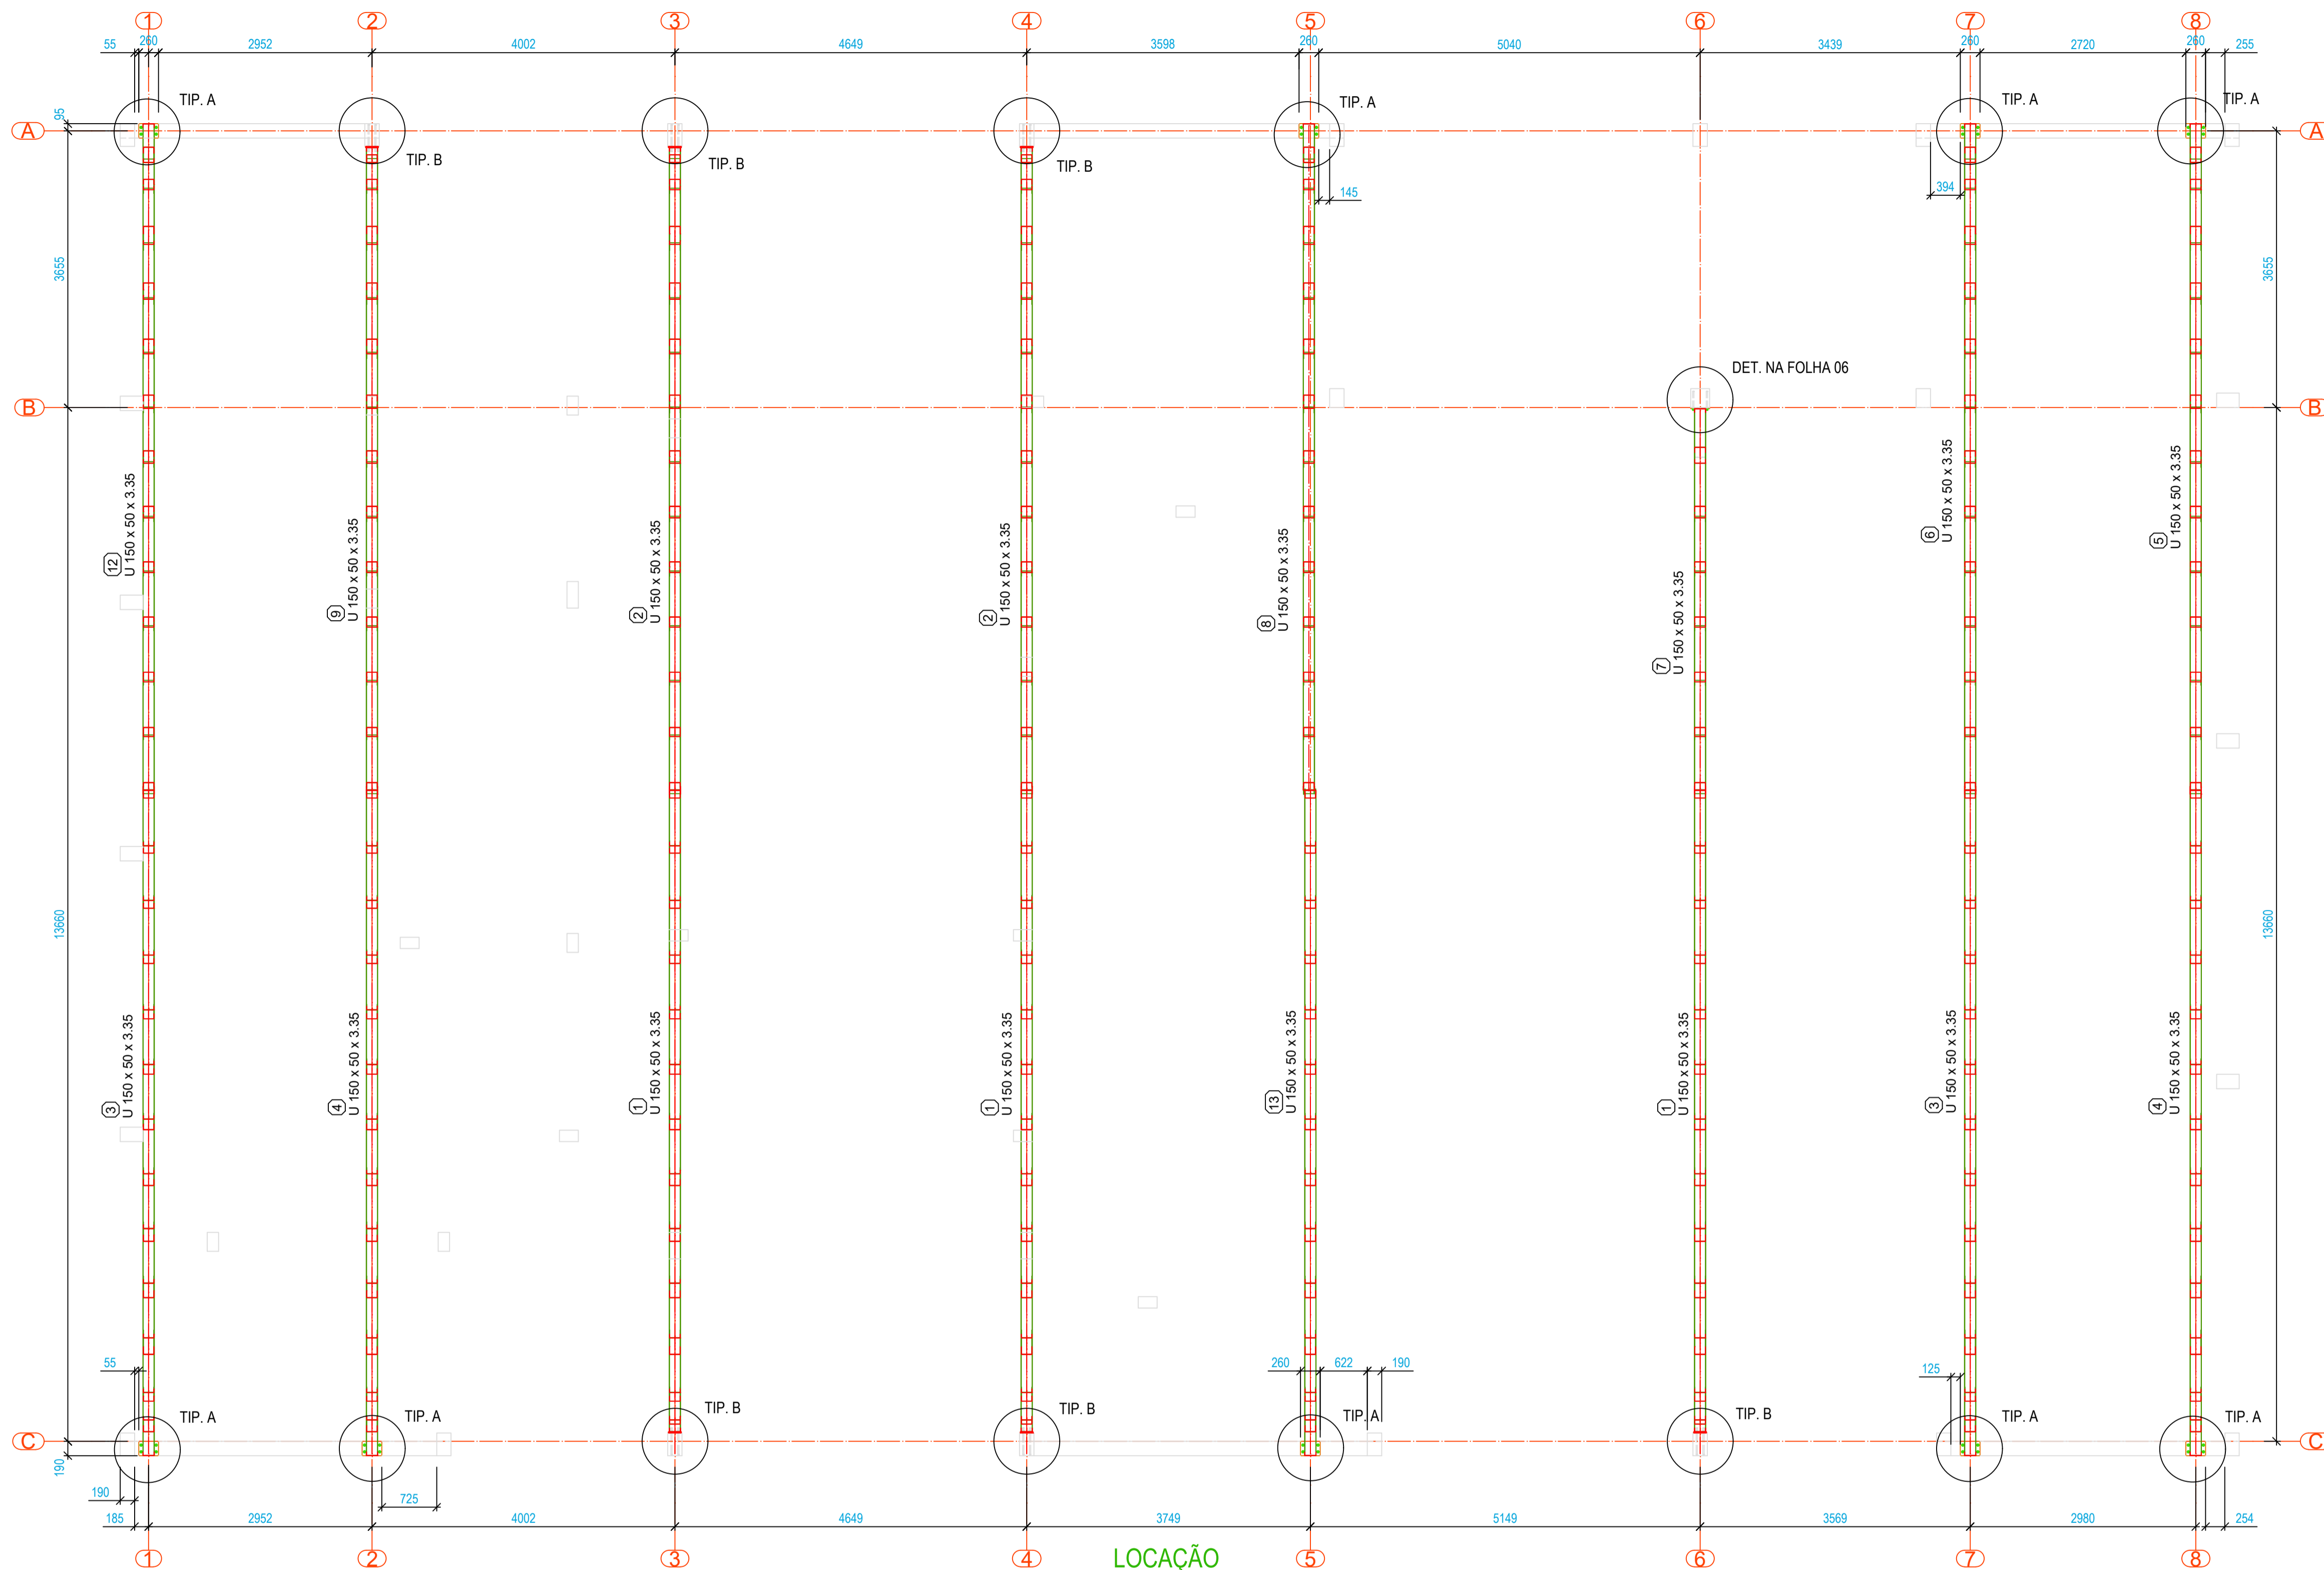 1 2 3 4 5 6 7 8
55 260 2952 4002 4649 3598 260 5040 3439 260 2720 260 255
TIP. A
TIP. A
TIP. A
TIP. A
95
A
A
TIP. B
TIP. B
TIP. B
145
394
3655
3655
DET. NA FOLHA 06
B
B
12
U 150 x 50 x 3.35
9
U 150 x 50 x 3.35
2
U 150 x 50 x 3.35
2
U 150 x 50 x 3.35
8
U 150 x 50 x 3.35
7
U 150 x 50 x 3.35
6
U 150 x 50 x 3.35
5
U 150 x 50 x 3.35
13660
13660
3
U 150 x 50 x 3.35
4
U 150 x 50 x 3.35
1
U 150 x 50 x 3.35
1
U 150 x 50 x 3.35
13
U 150 x 50 x 3.35
1
U 150 x 50 x 3.35
3
U 150 x 50 x 3.35
4
U 150 x 50 x 3.35
55
260 622 190
125
TIP. A
TIP. A
TIP. B
TIP. B
TIP. A
TIP. B
TIP. A
TIP. A
C
C
190
190
725
185 2952 4002 4649 3749 5149 3569 2980 254
1 2 3 4 5 6 7 8
LOCAÇÃO